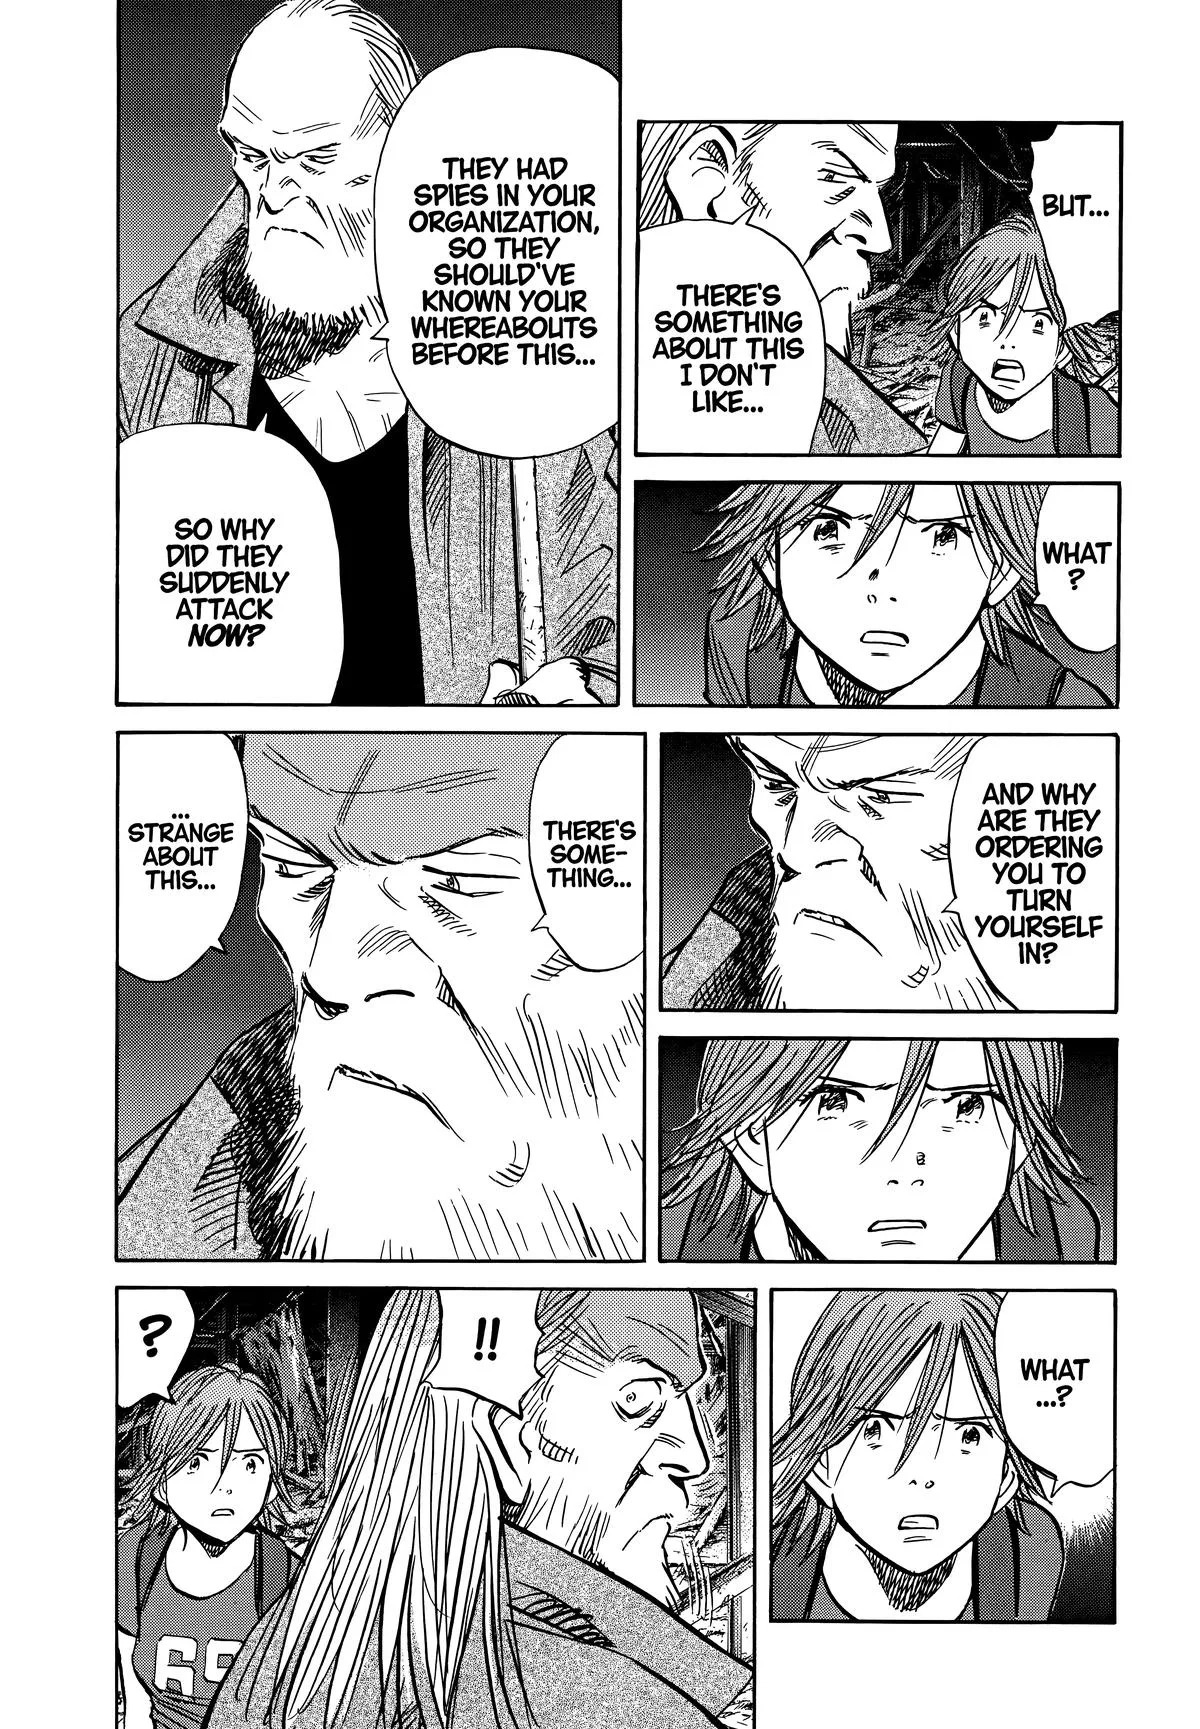 BUT...
THERE'S
SOMETHING
ABOUT THIS
I DON'T
LIKE...
WHAT
?
THEY HAD
SPIES IN YOUR
ORGANIZATION,
SO THEY
SHOULD'VE
KNOWN YOUR
WHEREABOUTS
BEFORE THIS...
SO WHY
DID THEY
SUDDENLY
ATTACK
NOW?
AND WHY
ARE THEY
ORDERING
YOU TO
TURN
YOURSELF
IN?
THERE'S
SOME-
THING...
...
STRANGE
ABOUT
THIS...
WHAT
...?
!!
?
69